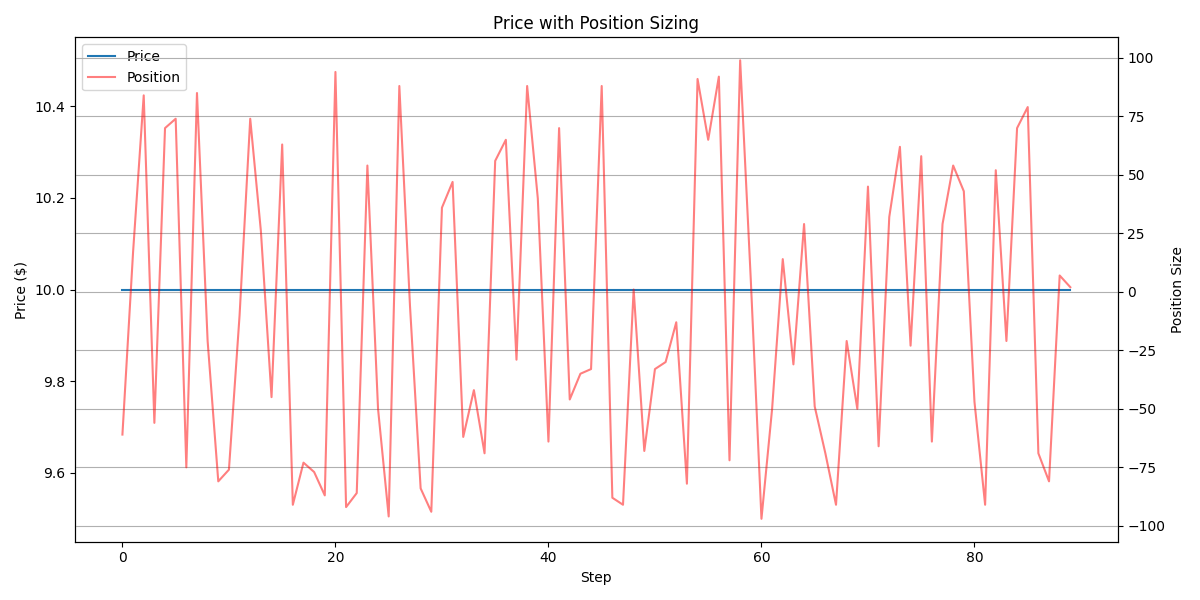 Price with Position Sizing
Price
Position
Price ($)
10.4
10.2
10.0
9.8
9.6
100
75
50
25
0
−25
−50
−75
−100
Position Size
0 20 40 60 80
Step